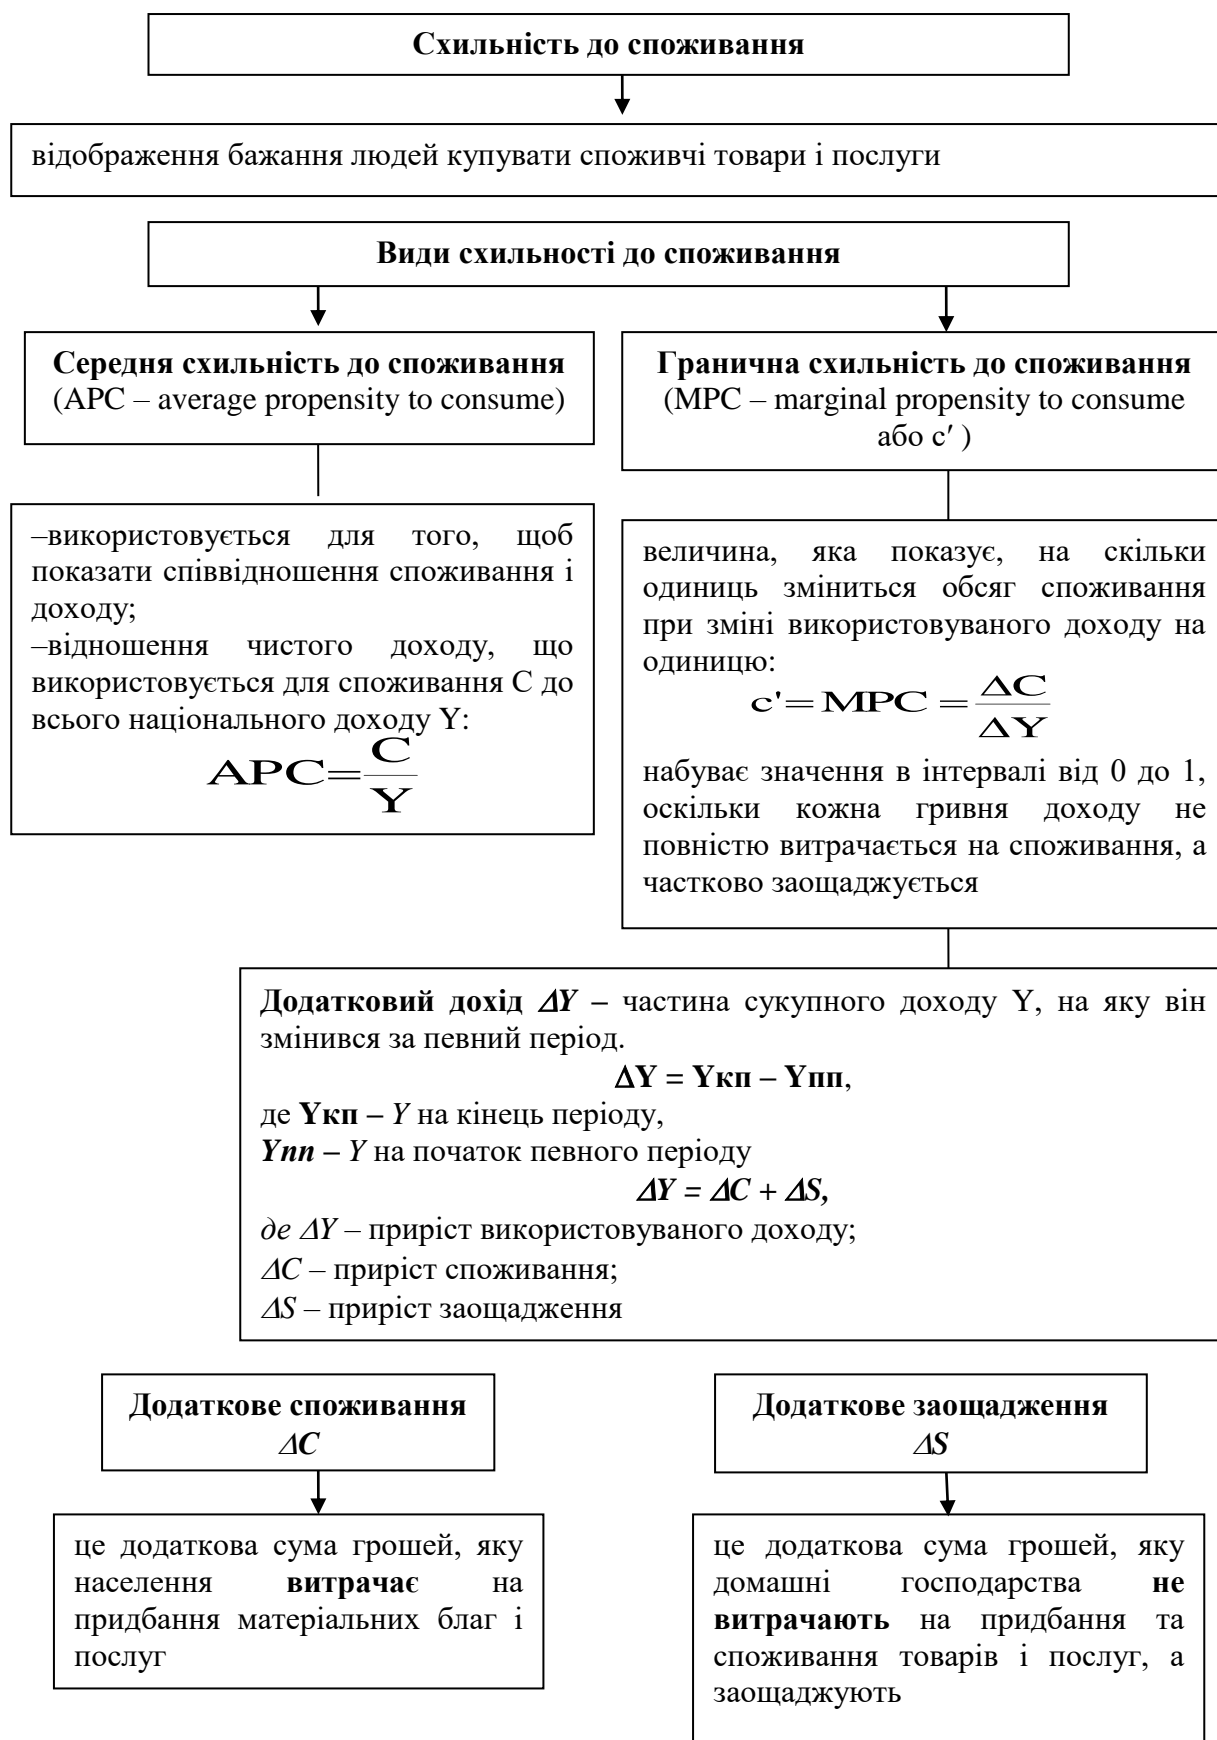 Схильність до споживання
відображення бажання людей купувати споживчі товари і послуги
Види схильності до споживання
Середня схильність до споживання
(APC – average propensity to consume)
–використовується для того, щоб
показати співвідношення споживання і
доходу;
–відношення чистого доходу, що
використовується для споживання C до
всього національного доходу Y:
APC=C/Y
Гранична схильність до споживання
(MPC – marginal propensity to consume
або c′ )
величина, яка показує, на скільки
одиниць зміниться обсяг споживання
при зміні використовуваного доходу на
одиницю:
c'=MPC=ΔC/ΔY
набуває значення в інтервалі від 0 до 1,
оскільки кожна гривня доходу не
повністю витрачається на споживання, а
частково заощаджується
Додатковий дохід ΔY – частина сукупного доходу Y, на яку він
змінився за певний період.
ΔY = Yкп – Yпп,
де Yкп – Y на кінець періоду,
Yпп – Y на початок певного періоду
ΔY = ΔC + ΔS,
де ΔY – приріст використовуваного доходу;
ΔC – приріст споживання;
ΔS – приріст заощадження
Додаткове споживання
ΔC
це додаткова сума грошей, яку
населення витрачає на
придбання матеріальних благ і
послуг
Додаткове заощадження
ΔS
це додаткова сума грошей, яку
домашні господарства не
витрачають на придбання та
споживання товарів і послуг, а
заощаджують